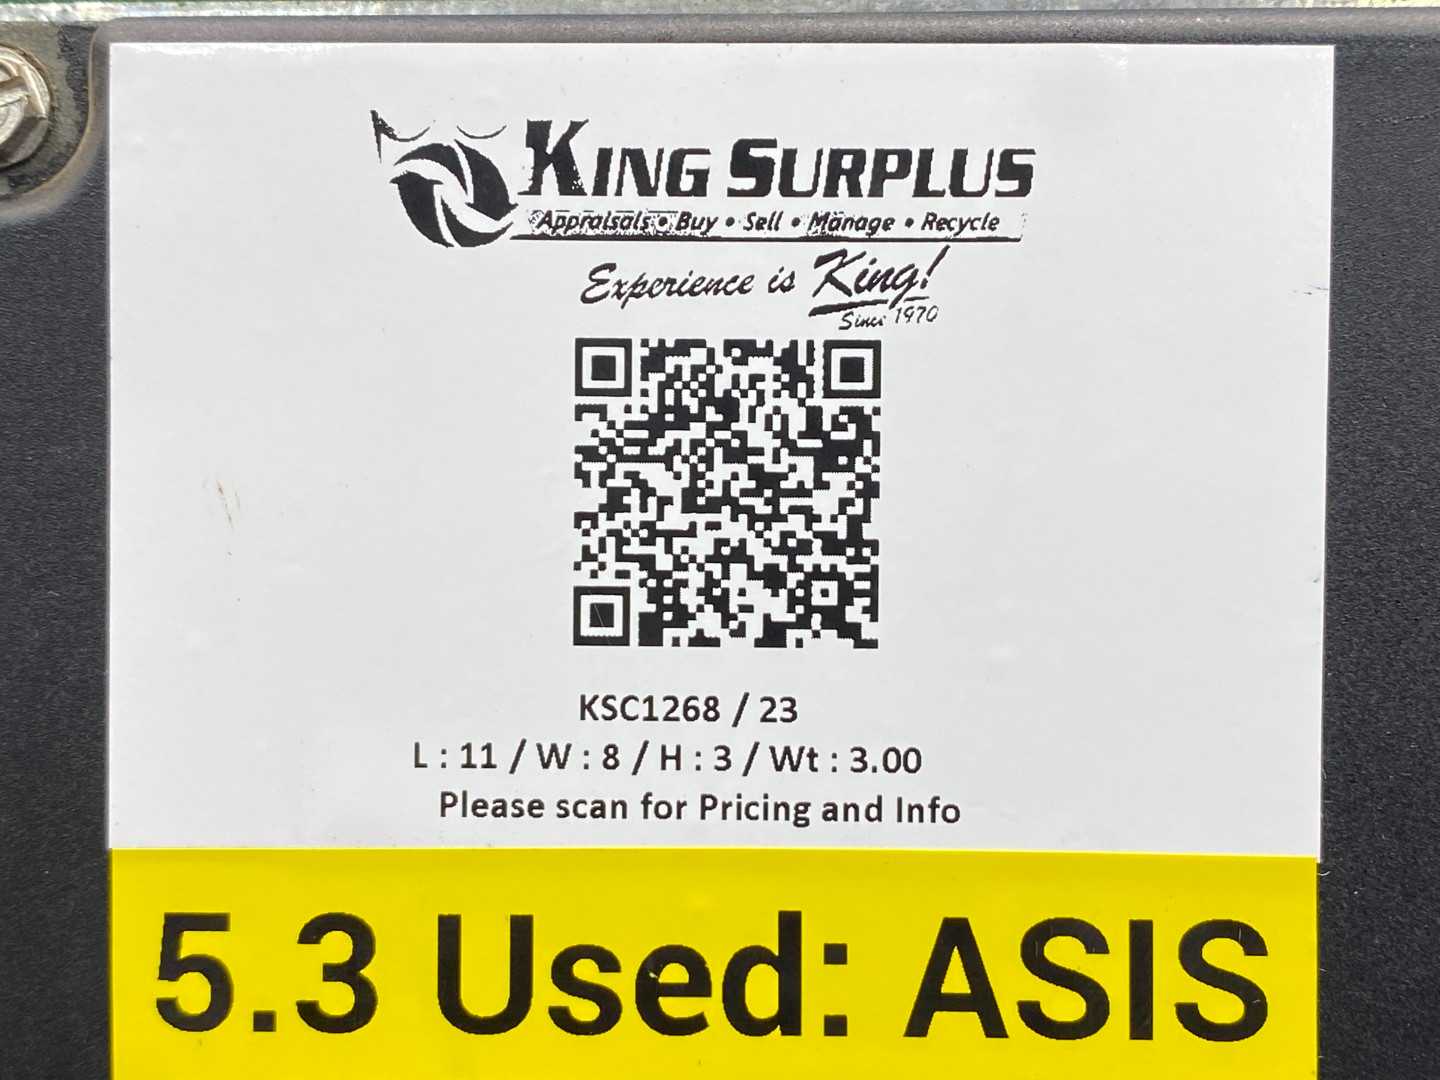 KING SURPLUS
Appraisals • Buy • Sell • Manage • Recycle
Experience is King!
Since 1970
KSC1268 / 23
L : 11 / W : 8 / H : 3 / Wt : 3.00
Please scan for Pricing and Info
5.3 Used: ASIS